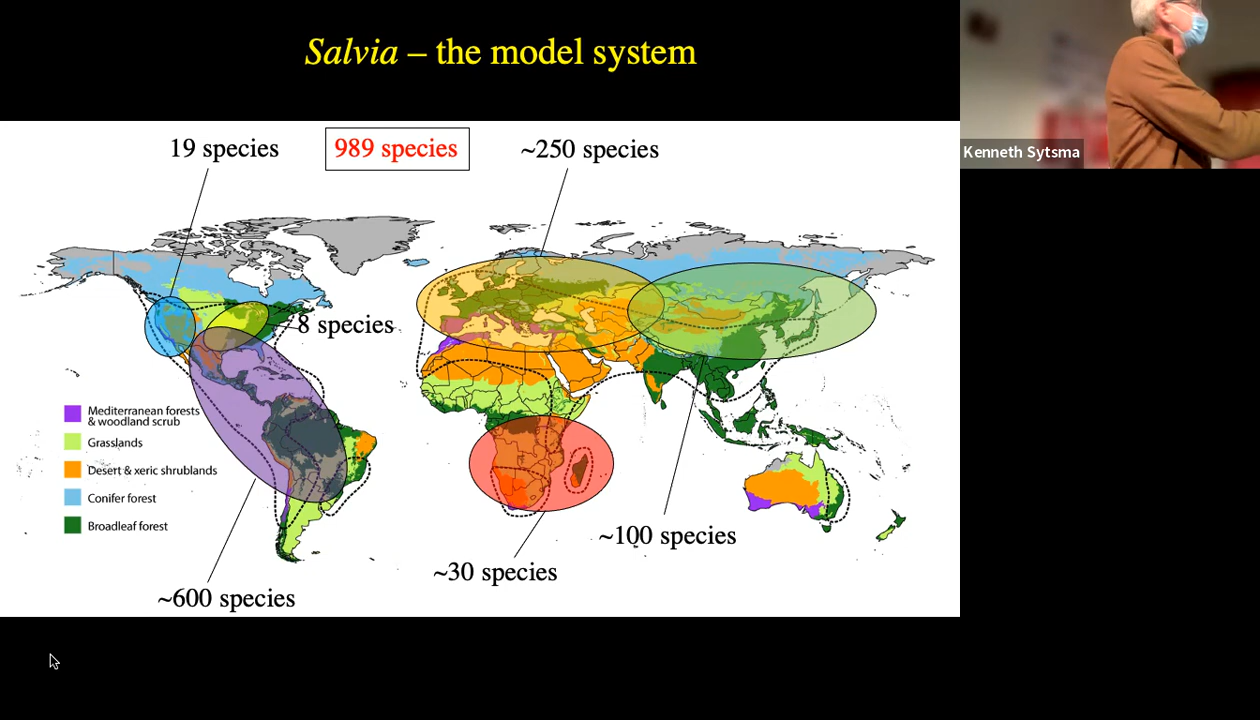 Salvia – the model system
Kenneth Sytsma
19 species
989 species
~250 species
8 species
Mediterranean forests
& woodland scrub
Grasslands
Desert & xeric shrublands
Conifer forest
Broadleaf forest
~100 species
~30 species
~600 species